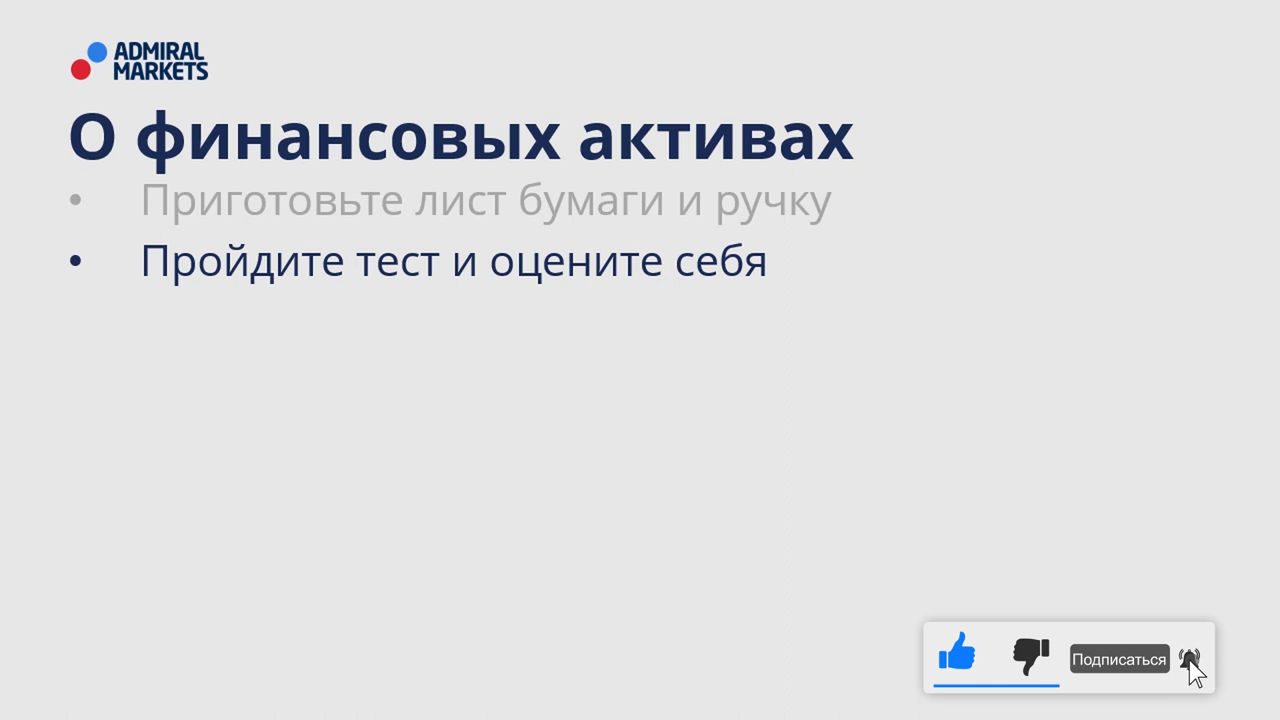 ADMIRAL
MARKETS
О финансовых активах
• Приготовьте лист бумаги и ручку
• Пройдите тест и оцените себя
Подписаться